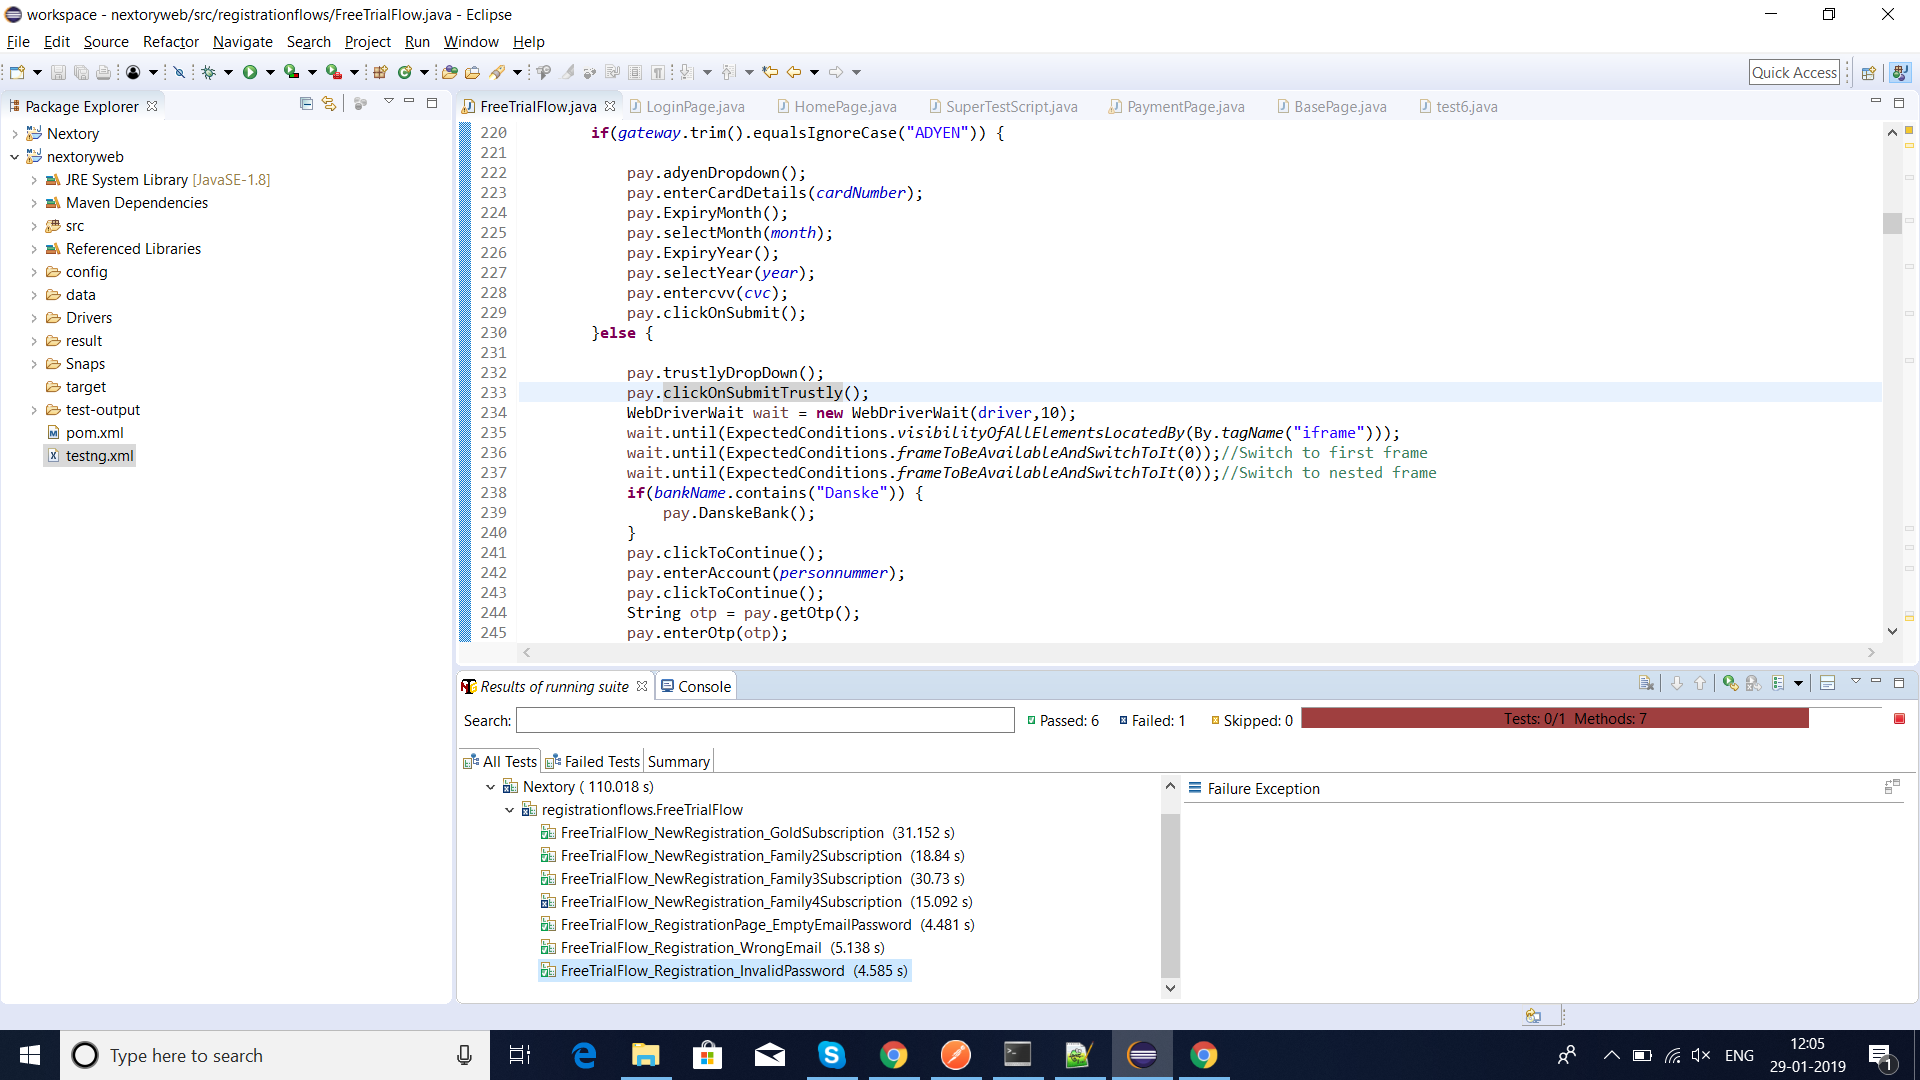 workspace - nextoryweb/src/registrationflows/FreeTrialFlow.java - Eclipse
File Edit Source Refactor Navigate Search Project Run Window Help
Quick Access
Package Explorer
FreeTrialFlow.java LoginPage.java HomePage.java SuperTestScript.java PaymentPage.java BasePage.java test6.java
Nextory
nextoryweb
JRE System Library [JavaSE-1.8]
Maven Dependencies
src
Referenced Libraries
config
data
Drivers
result
Snaps
target
test-output
pom.xml
testng.xml
220 if(gateway.trim().equalsIgnoreCase("ADYEN")) {
221
222 pay.adyenDropdown();
223 pay.enterCardDetails(cardNumber);
224 pay.ExpiryMonth();
225 pay.selectMonth(month);
226 pay.ExpiryYear();
227 pay.selectYear(year);
228 pay.entercvv(cvc);
229 pay.clickOnSubmit();
230 }else {
231
232 pay.trustlyDropDown();
233 pay.clickOnSubmitTrustly();
234 WebDriverWait wait = new WebDriverWait(driver,10);
235 wait.until(ExpectedConditions.visibilityOfAllElementsLocatedBy(By.tagName("iframe")));
236 wait.until(ExpectedConditions.frameToBeAvailableAndSwitchToIt(0));//Switch to first frame
237 wait.until(ExpectedConditions.frameToBeAvailableAndSwitchToIt(0));//Switch to nested frame
238 if(bankName.contains("Danske")) {
239 pay.DanskeBank();
240 }
241 pay.clickToContinue();
242 pay.enterAccount(personnummer);
243 pay.clickToContinue();
244 String otp = pay.getOtp();
245 pay.enterOtp(otp);
Results of running suite Console
Search: Passed: 6 Failed: 1 Skipped: 0 Tests: 0/1 Methods: 7
All Tests Failed Tests Summary
Nextory ( 110.018 s)
registrationflows.FreeTrialFlow
FreeTrialFlow_NewRegistration_GoldSubscription (31.152 s)
FreeTrialFlow_NewRegistration_Family2Subscription (18.84 s)
FreeTrialFlow_NewRegistration_Family3Subscription (30.73 s)
FreeTrialFlow_NewRegistration_Family4Subscription (15.092 s)
FreeTrialFlow_RegistrationPage_EmptyEmailPassword (4.481 s)
FreeTrialFlow_Registration_WrongEmail (5.138 s)
FreeTrialFlow_Registration_InvalidPassword (4.585 s)
Failure Exception
Type here to search
ENG
12:05
29-01-2019
1